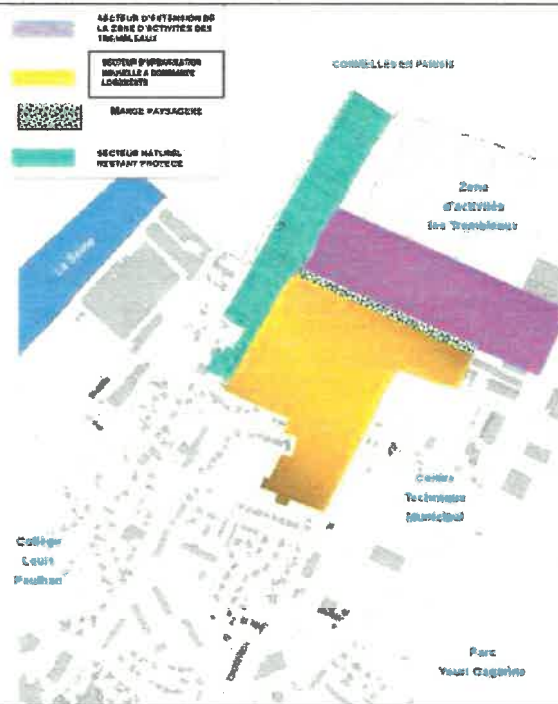 SECTEUR D'EXTENSION DE
LA ZONE D'ACTIVITÉS DES
TREMBLEAUX
SECTEUR D'URBANISATION
NOUVELLE A DOMINANTE
LOGEMENTS
MARGE PAYSAGERE
SECTEUR NATUREL
RESTANT PROTEGE
CORMEILLES EN PARISIS
Zone
d'activités
les Trembleaux
La Seine
Centre
Technique
Municipal
Collège
Louis
Paulhan
Parc
Youri Gagarine